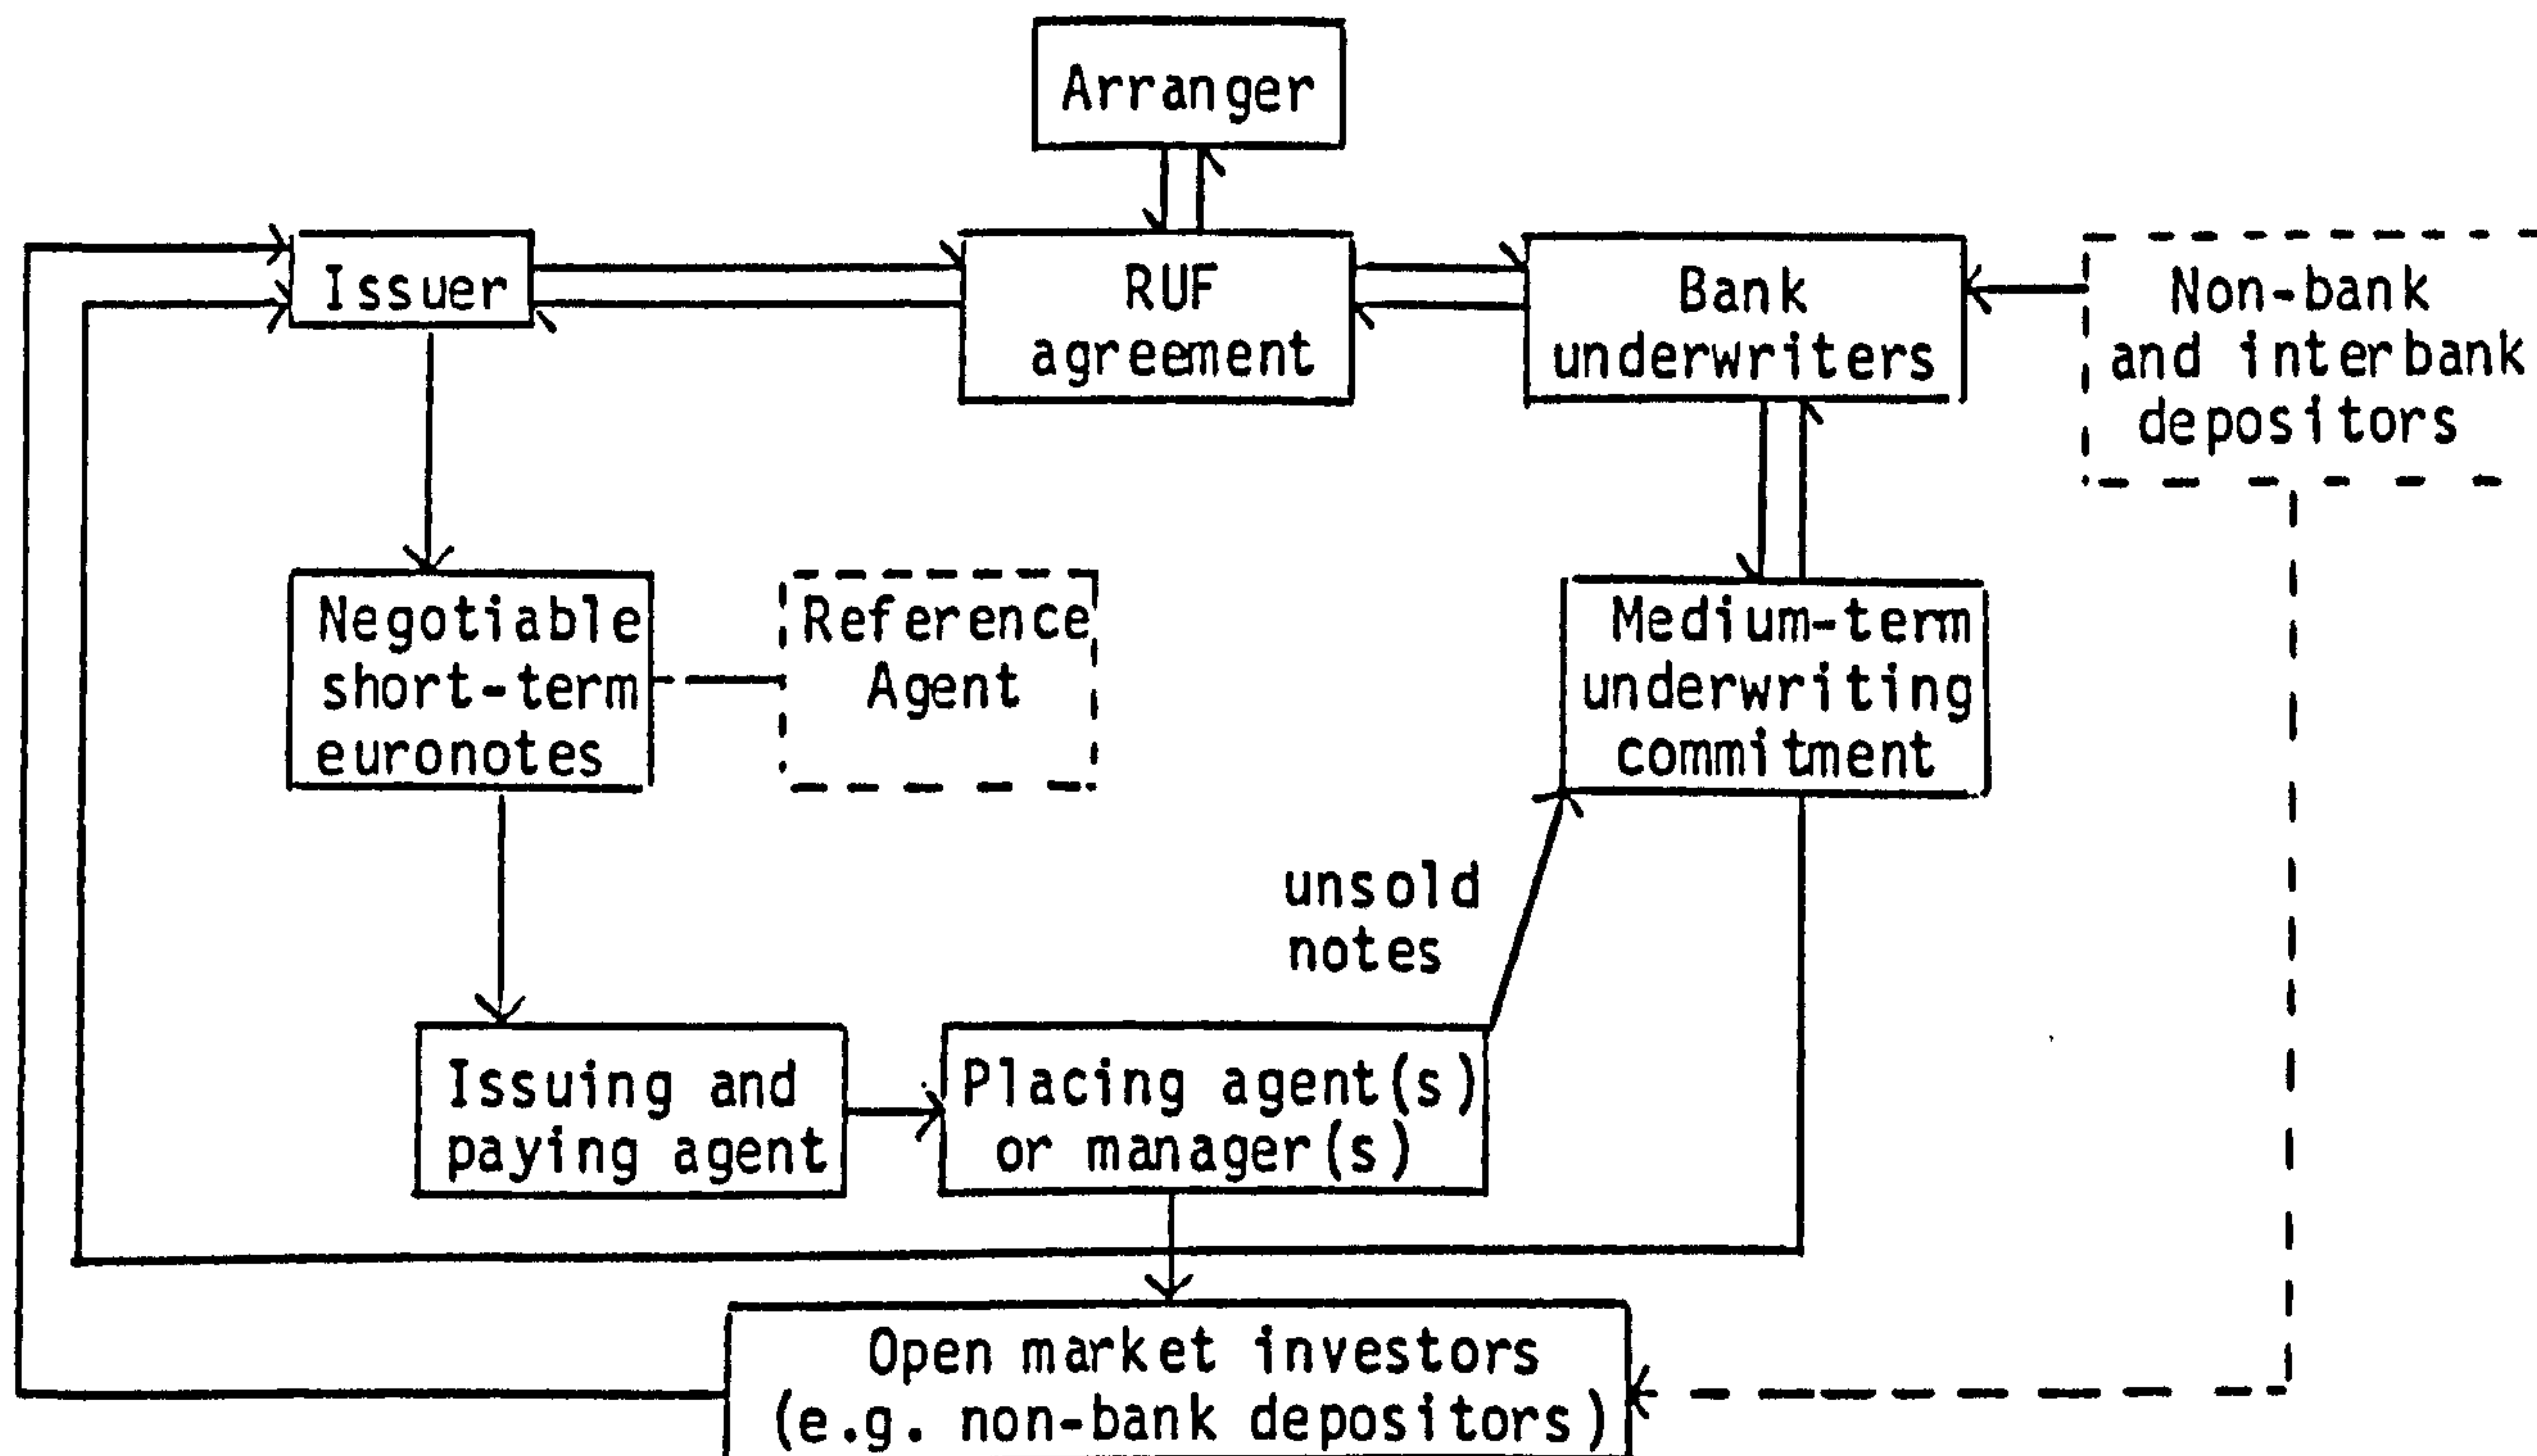 Arranger
Issuer
RUF
agreement
Bank
underwriters
Non-bank
and interbank
depositors
Negotiable
short-term
euronotes
Reference
Agent
Medium-term
underwriting
commitment
unsold
notes
Issuing and
paying agent
Placing agent(s)
or manager(s)
Open market investors
(e.g. non-bank depositors)